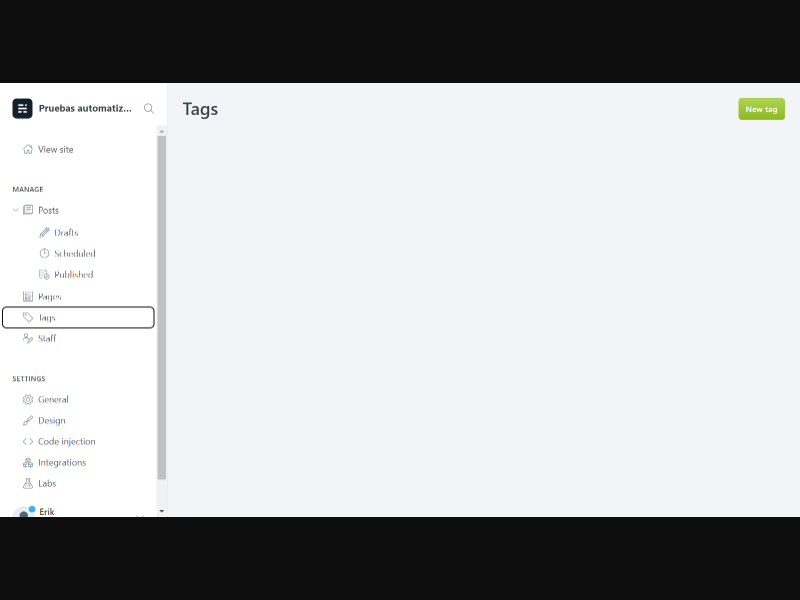 Pruebas automatiz...
Tags
New tag
View site
MANAGE
Posts
Drafts
Scheduled
Published
Pages
Tags
Staff
SETTINGS
General
Design
Code injection
Integrations
Labs
Erik